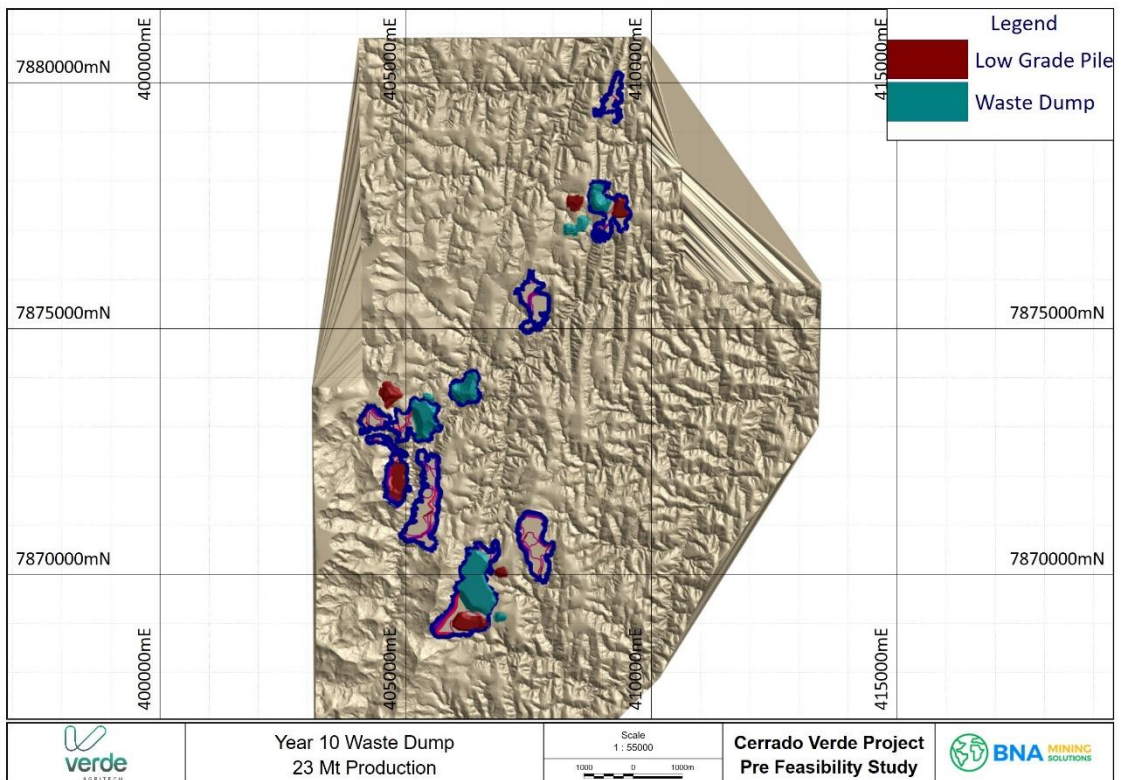 Legend
Low Grade Pile
Waste Dump
400000mE
405000mE
410000mE
415000mE
7880000mN
7875000mN
7875000mN
7870000mN
7870000mN
400000mE
405000mE
410000mE
415000mE
verde
AGRITECH
Year 10 Waste Dump
23 Mt Production
Scale
1 : 55000
1000 0 1000m
Cerrado Verde Project
Pre Feasibility Study
BNA MINING
SOLUTIONS